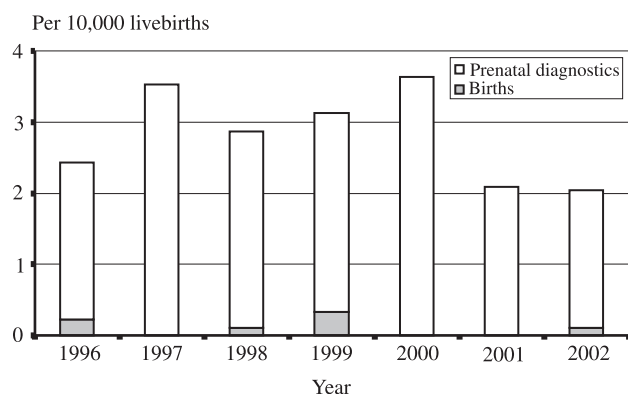 Per 10,000 livebirths
4
Prenatal diagnostics
Births
3
2
1
0
1996 1997 1998 1999 2000 2001 2002
Year